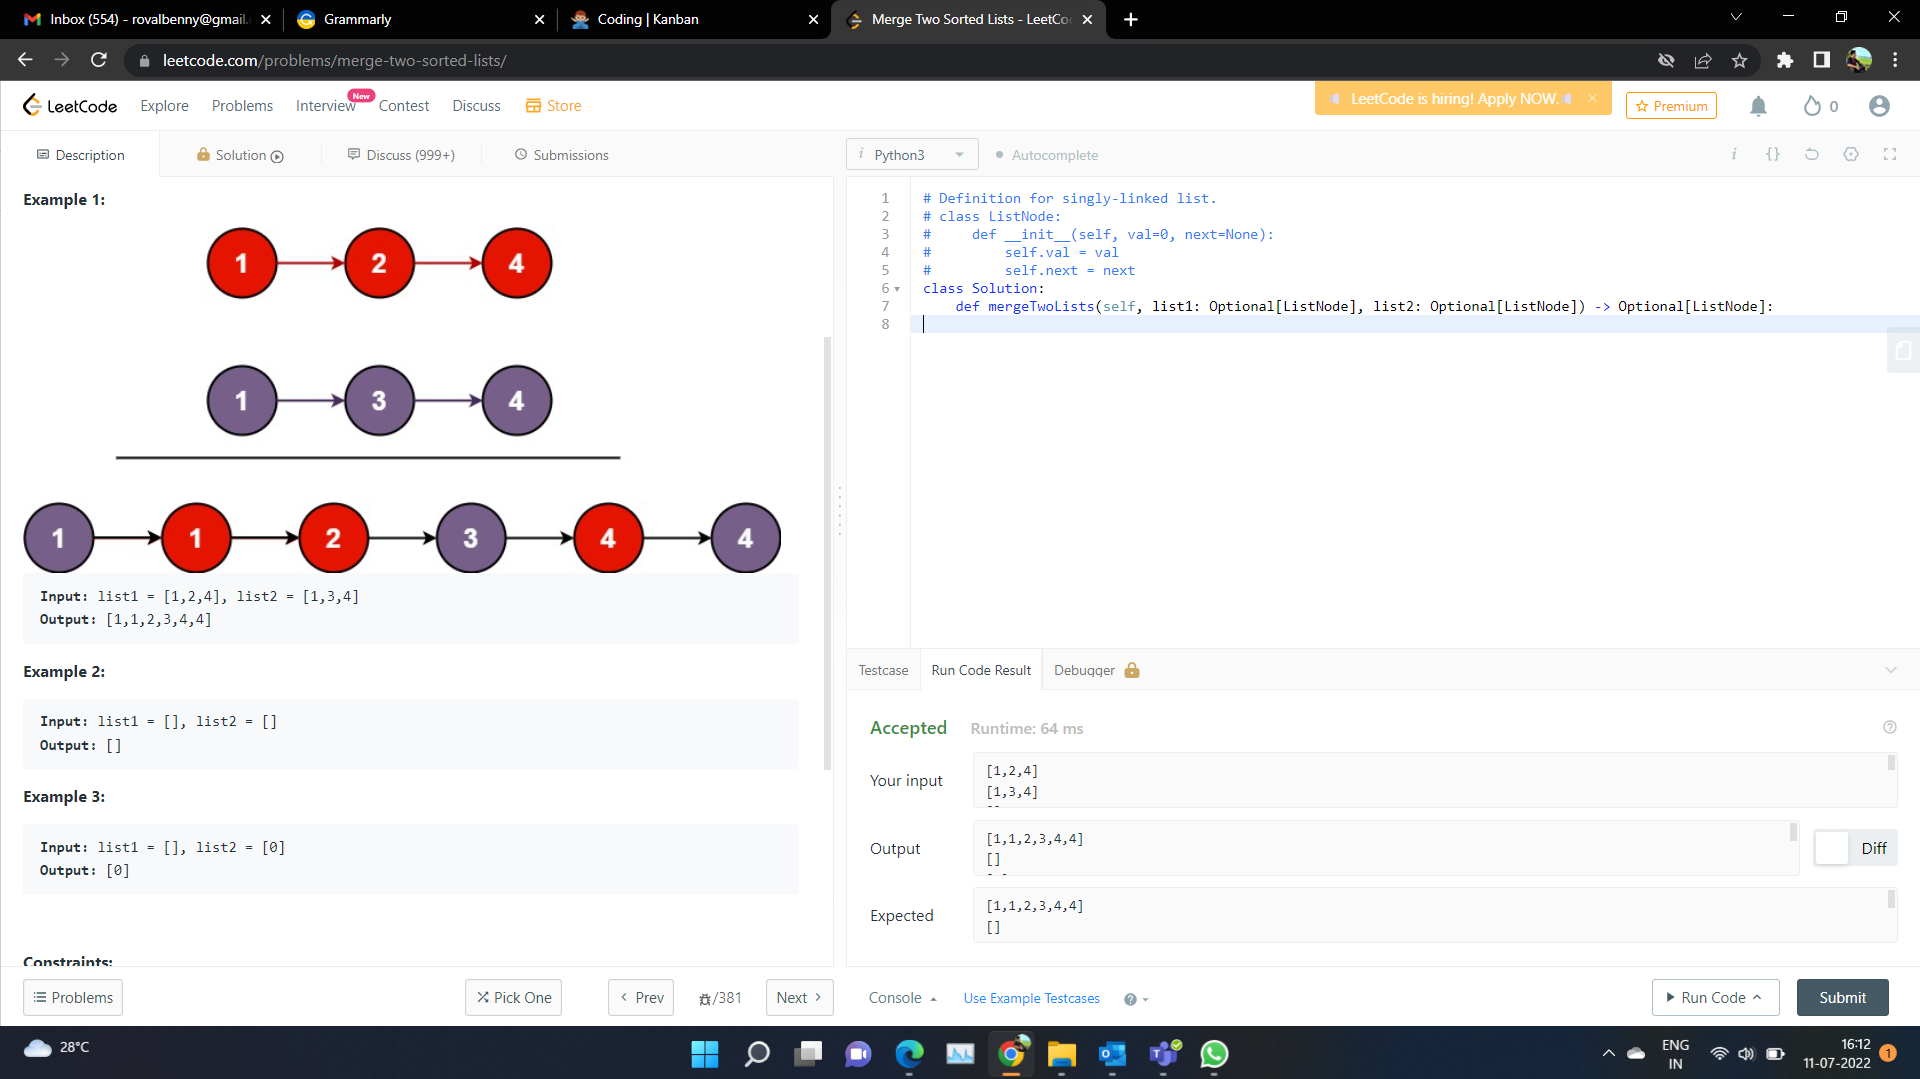 Inbox (554) - rovalbenny@gmail.
Grammarly
Coding | Kanban
Merge Two Sorted Lists - LeetCo
leetcode.com/problems/merge-two-sorted-lists/
LeetCode
Explore
Problems
Interview
New
Contest
Discuss
Store
LeetCode is hiring! Apply NOW.
Premium
0
Description
Solution
Discuss (999+)
Submissions
Python3
Autocomplete
Example 1:
1 2 4
1 3 4
1 1 2 3 4 4
Input: list1 = [1,2,4], list2 = [1,3,4]
Output: [1,1,2,3,4,4]
Example 2:
Input: list1 = [], list2 = []
Output: []
Example 3:
Input: list1 = [], list2 = [0]
Output: [0]
Constraints:
1 # Definition for singly-linked list.
2 # class ListNode:
3 #     def __init__(self, val=0, next=None):
4 #         self.val = val
5 #         self.next = next
6 class Solution:
7     def mergeTwoLists(self, list1: Optional[ListNode], list2: Optional[ListNode]) -> Optional[ListNode]:
8
Testcase
Run Code Result
Debugger
Accepted
Runtime: 64 ms
Your input
[1,2,4]
[1,3,4]
Output
[1,1,2,3,4,4]
[]
Diff
Expected
[1,1,2,3,4,4]
[]
Problems
Pick One
Prev
/381
Next
Console
Use Example Testcases
Run Code
Submit
28°C
ENG
IN
16:12
11-07-2022
1